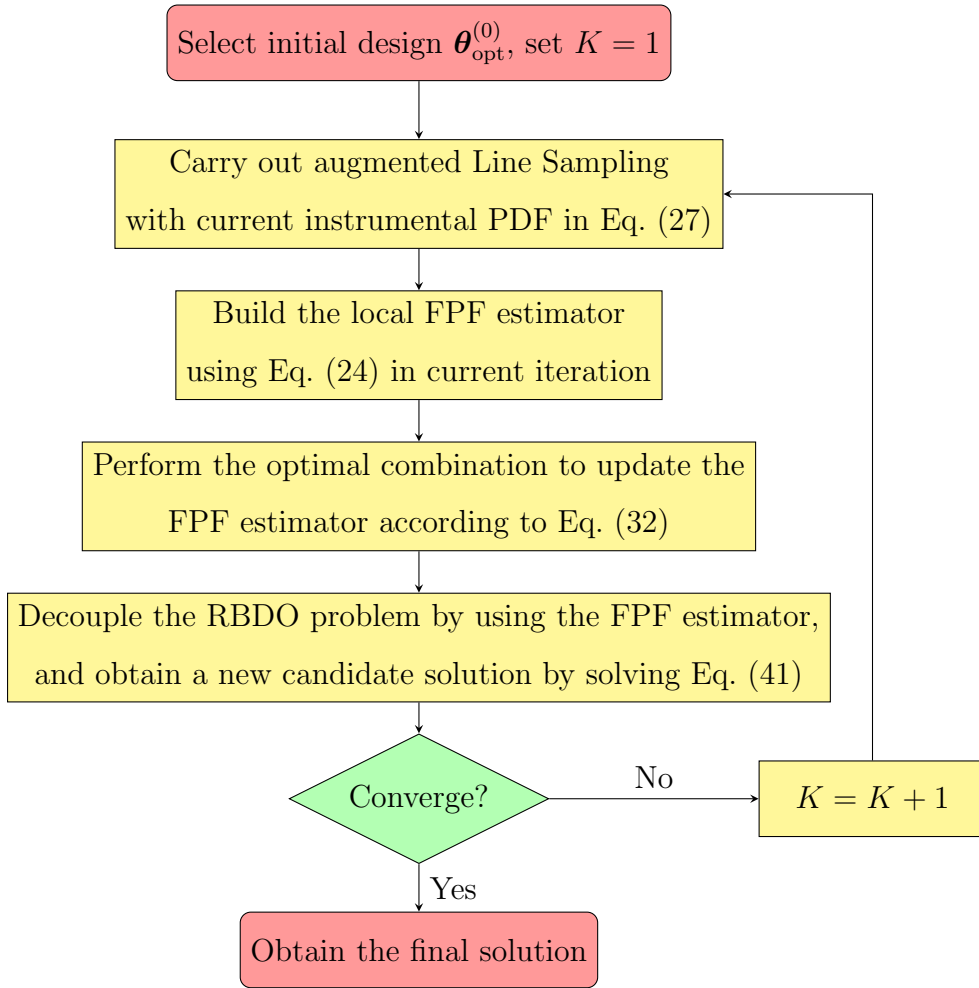 Select initial design θ_opt^(0), set K = 1
Carry out augmented Line Sampling
with current instrumental PDF in Eq. (27)
Build the local FPF estimator
using Eq. (24) in current iteration
Perform the optimal combination to update the
FPF estimator according to Eq. (32)
Decouple the RBDO problem by using the FPF estimator,
and obtain a new candidate solution by solving Eq. (41)
Converge?
No
K = K + 1
Yes
Obtain the final solution